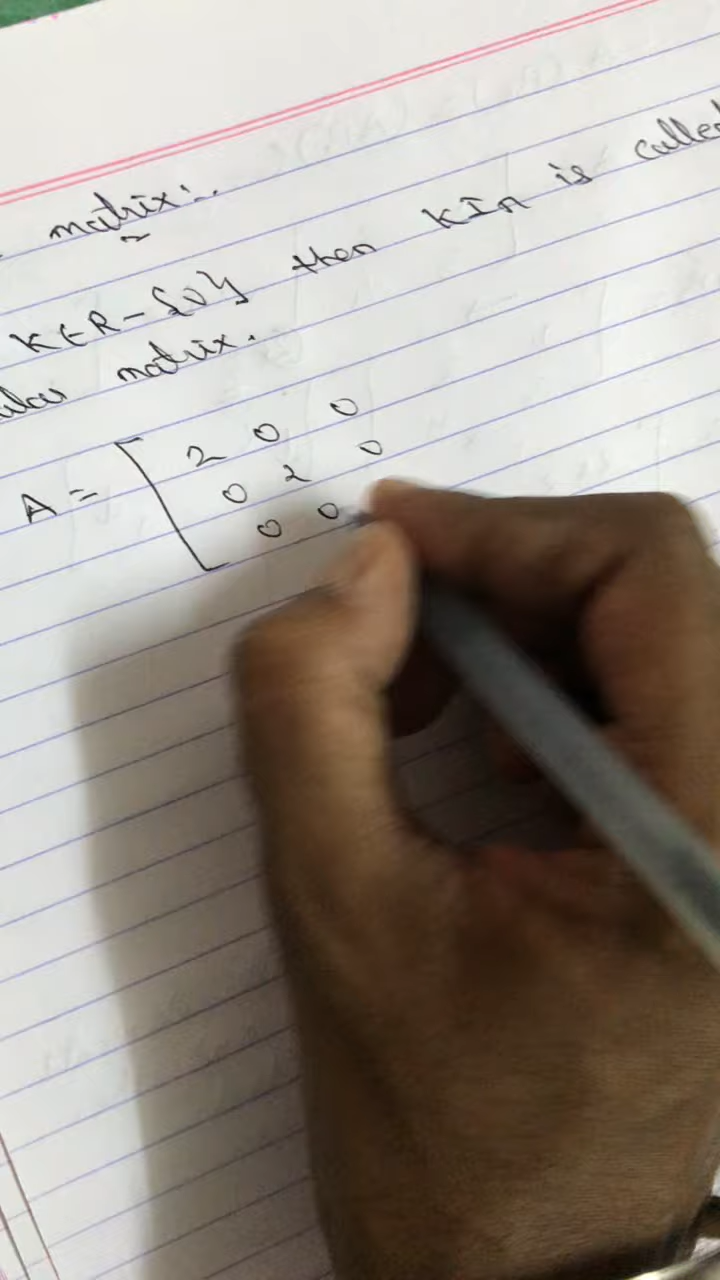 matrix:-
K∈R-{0} then KIn is called
matrix.
A = [ 2 0 0
0 2 0
0 0